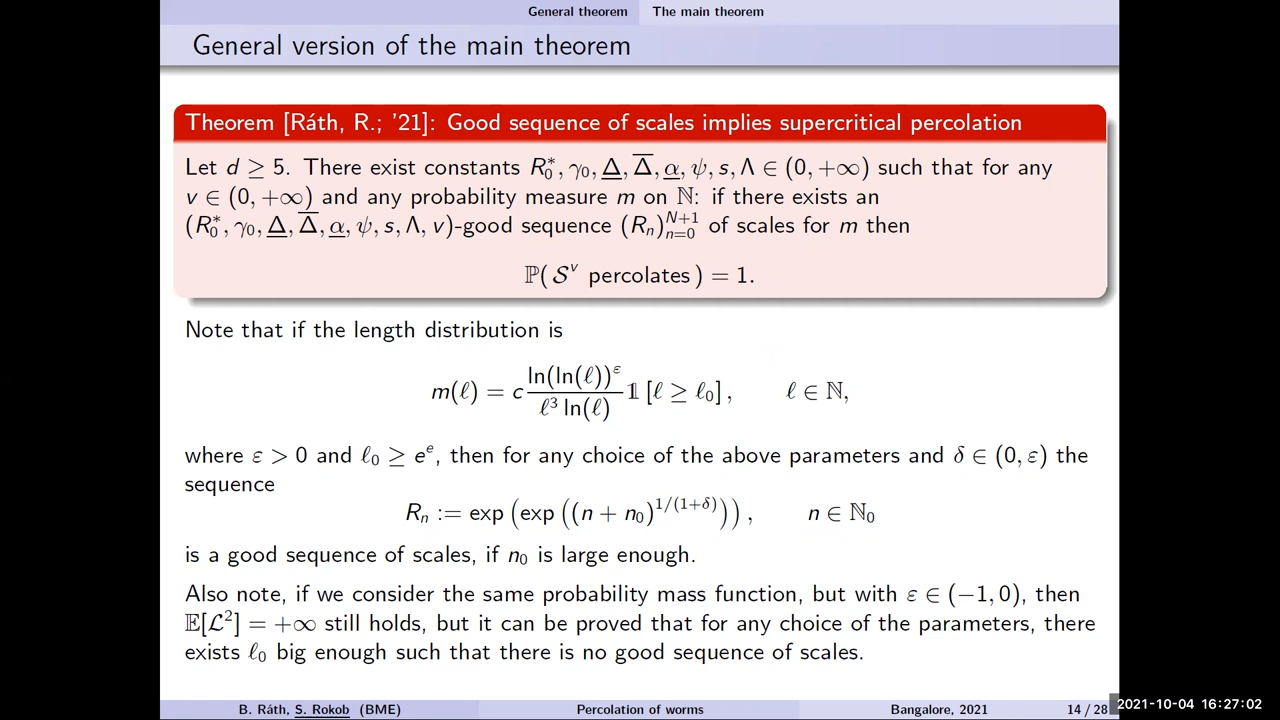 General theorem The main theorem
General version of the main theorem
Theorem [Ráth, R.; '21]: Good sequence of scales implies supercritical percolation
Let d ≥ 5. There exist constants R₀*, γ₀, Δ̲, Δ̅, α̲, ψ, s, Λ ∈ (0, +∞) such that for any
v ∈ (0, +∞) and any probability measure m on ℕ: if there exists an
(R₀*, γ₀, Δ̲, Δ̅, α̲, ψ, s, Λ, v)-good sequence (Rₙ)ₙ₌₀ᴺ⁺¹ of scales for m then
ℙ( 𝒮ᵛ percolates ) = 1.
Note that if the length distribution is
m(ℓ) = c ln(ln(ℓ))^ε / ℓ³ ln(ℓ) 𝟙 [ℓ ≥ ℓ₀] , ℓ ∈ ℕ,
where ε > 0 and ℓ₀ ≥ eᵉ, then for any choice of the above parameters and δ ∈ (0, ε) the
sequence
Rₙ := exp (exp ((n + n₀)^1/(1+δ))) , n ∈ ℕ₀
is a good sequence of scales, if n₀ is large enough.
Also note, if we consider the same probability mass function, but with ε ∈ (−1, 0), then
𝔼[ℒ²] = +∞ still holds, but it can be proved that for any choice of the parameters, there
exists ℓ₀ big enough such that there is no good sequence of scales.
B. Ráth, S. Rokob (BME) Percolation of worms Bangalore, 2021 14 / 28
2021-10-04 16:27:02